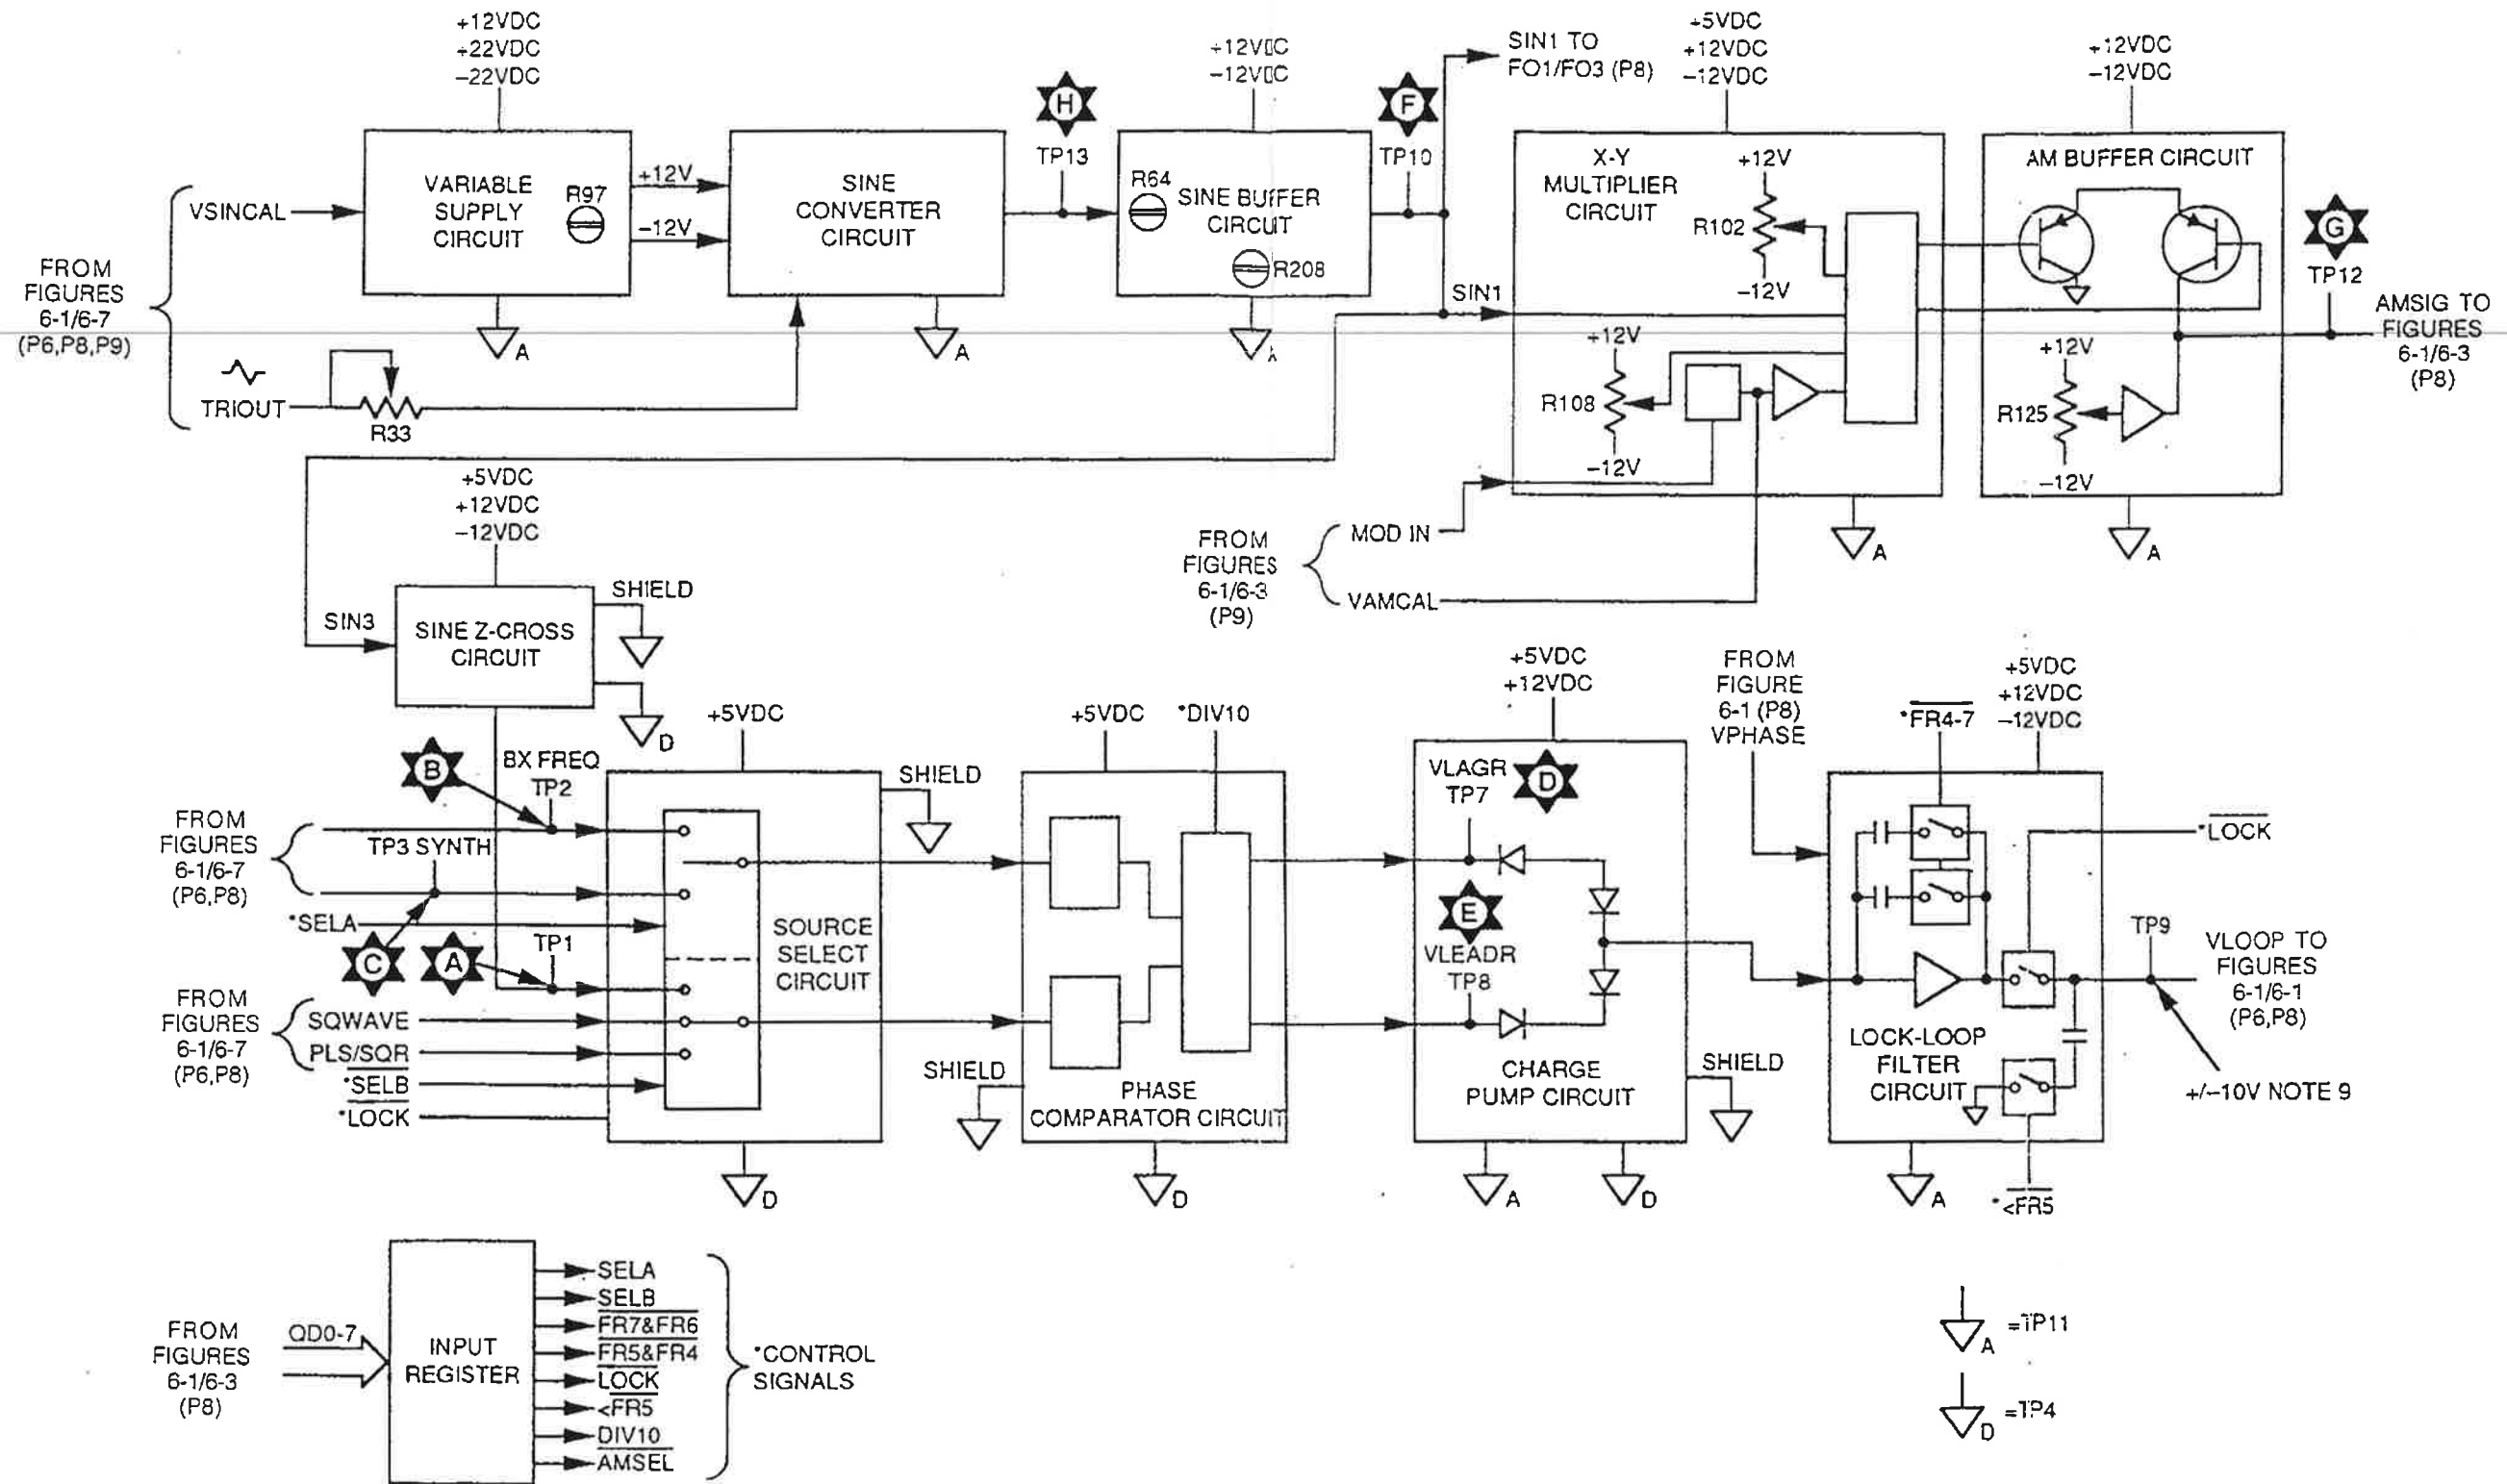 +12VDC
+22VDC
-22VDC
VARIABLE
SUPPLY
CIRCUIT
R97
+12V
-12V
VSINCAL
FROM
FIGURES
6-1/6-7
(P6,P8,P9)
TRIOUT
R33
A
SINE
CONVERTER
CIRCUIT
A
H
TP13
+12VDC
-12VDC
R64
SINE BUFFER
CIRCUIT
R208
F
TP10
SIN1 TO
FO1/FO3 (P8)
SIN1
+5VDC
+12VDC
-12VDC
X-Y
MULTIPLIER
CIRCUIT
+12V
R102
-12V
+12V
R108
-12V
A
+12VDC
-12VDC
AM BUFFER CIRCUIT
+12V
R125
-12V
A
G
TP12
AMSIG TO
FIGURES
6-1/6-3
(P8)
FROM
FIGURES
6-1/6-3
(P9)
MOD IN
VAMCAL
+5VDC
+12VDC
-12VDC
SIN3
SINE Z-CROSS
CIRCUIT
SHIELD
D
B
BX FREQ
TP2
FROM
FIGURES
6-1/6-7
(P6,P8)
TP3 SYNTH
*SELA
C
A
TP1
FROM
FIGURES
6-1/6-7
(P6,P8)
SQWAVE
PLS/SQR
*SELB
*LOCK
+5VDC
SOURCE
SELECT
CIRCUIT
SHIELD
D
+5VDC
*DIV10
SHIELD
PHASE
COMPARATOR CIRCUIT
D
+5VDC
+12VDC
VLAGR
TP7
D
E
VLEADR
TP8
CHARGE
PUMP CIRCUIT
SHIELD
A
D
FROM
FIGURE
6-1 (P8)
VPHASE
*FR4-7
+5VDC
+12VDC
-12VDC
*LOCK
LOCK-LOOP
FILTER
CIRCUIT
A
*<FR5
TP9
VLOOP TO
FIGURES
6-1/6-1
(P6,P8)
+/-10V NOTE 9
FROM
FIGURES
6-1/6-3
(P8)
QD0-7
INPUT
REGISTER
SELA
SELB
FR7&FR6
FR5&FR4
LOCK
<FR5
DIV10
AMSEL
*CONTROL
SIGNALS
A
=TP11
D
=TP4